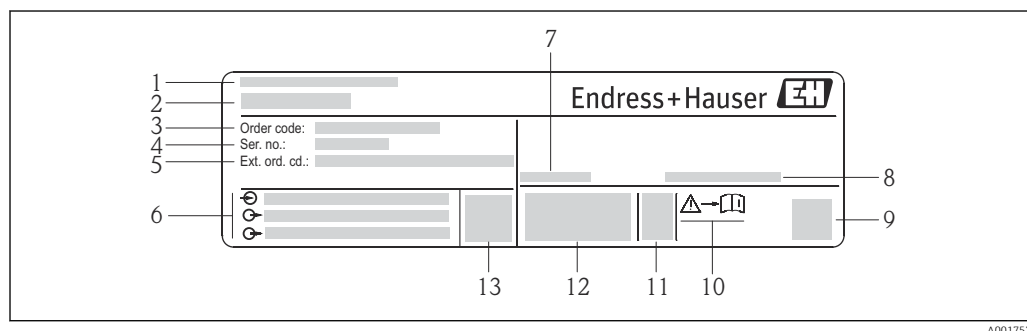 7
1
2
Endress+Hauser EH
3 Order code:
4 Ser. no.:
5 Ext. ord. cd.:
8
6
9
13 12 11 10